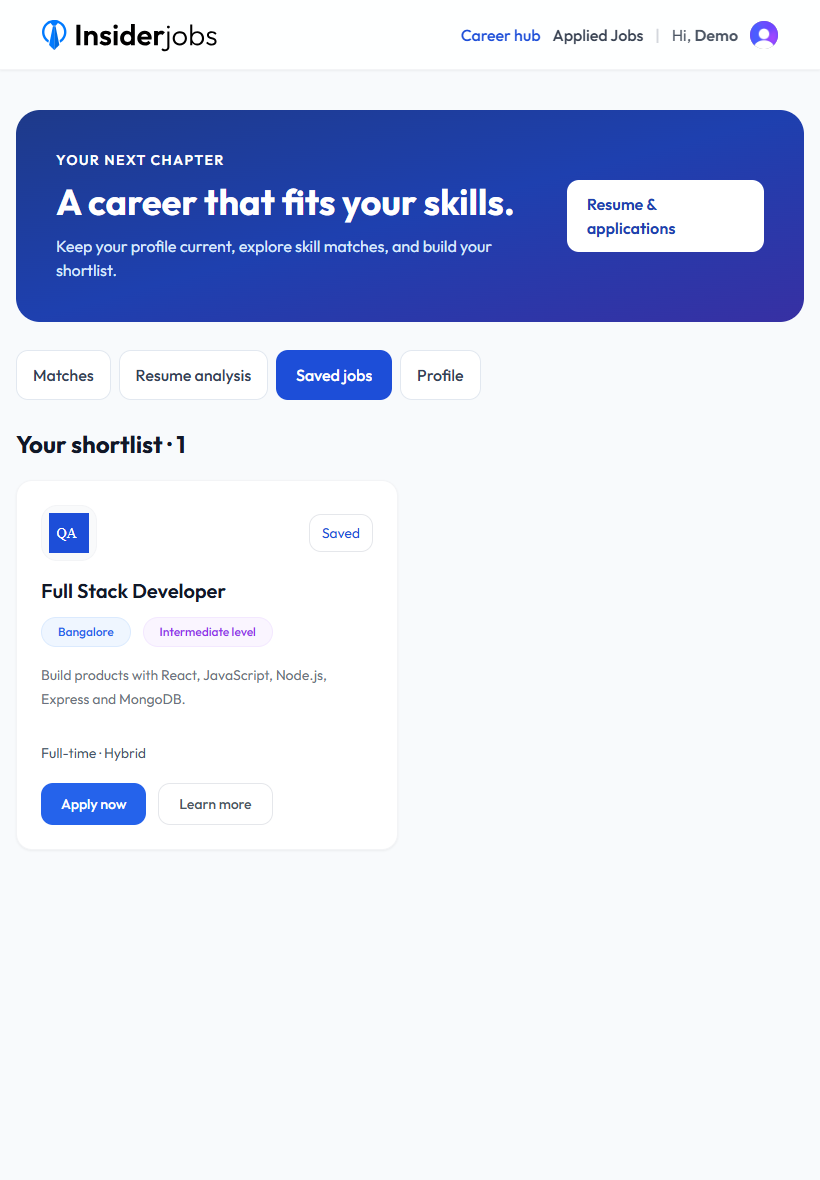 Insiderjobs
Career hub Applied Jobs | Hi, Demo
YOUR NEXT CHAPTER
A career that fits your skills.
Keep your profile current, explore skill matches, and build your
shortlist.
Resume &
applications
Matches Resume analysis Saved jobs Profile
Your shortlist · 1
QA
Saved
Full Stack Developer
Bangalore Intermediate level
Build products with React, JavaScript, Node.js,
Express and MongoDB.
Full-time · Hybrid
Apply now Learn more